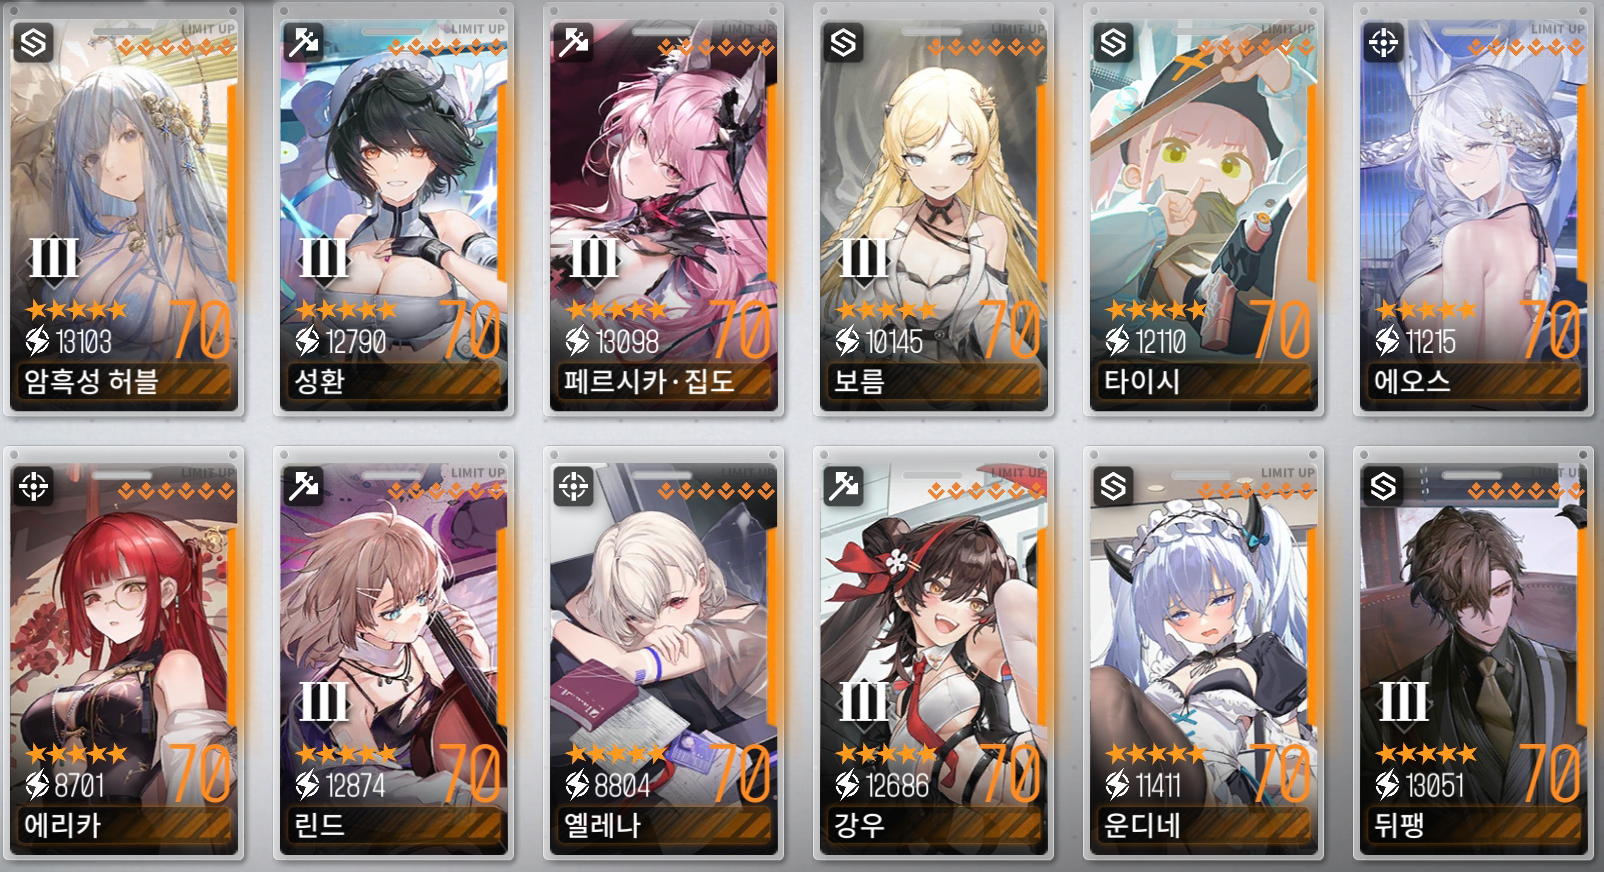 LIMIT UP
III
70
13103
암흑성 허블
LIMIT UP
III
70
12790
성환
LIMIT UP
III
70
13098
페르시카·집도
LIMIT UP
III
70
10145
보름
LIMIT UP
70
12110
타이시
LIMIT UP
70
11215
에오스
LIMIT UP
70
8701
에리카
LIMIT UP
III
70
12874
린드
LIMIT UP
70
8804
옐레나
LIMIT UP
III
70
12686
강우
LIMIT UP
70
11411
운디네
LIMIT UP
III
70
13051
뒤팽